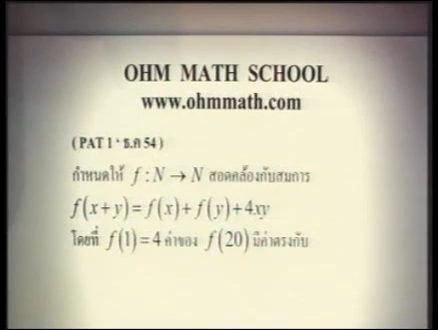 OHM MATH SCHOOL
www.ohmmath.com
( PAT 1 ' ธ.ค 54 )
กำหนดให้ f : N → N สอดคล้องกับสมการ
f(x+y)=f(x)+f(y)+4xy
โดยที่ f(1)=4 ค่าของ f(20) มีค่าตรงกับ